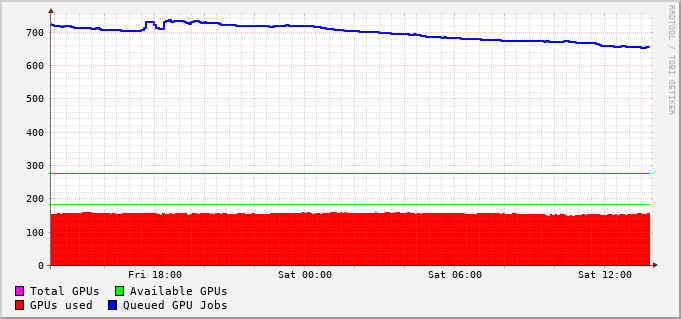 700
600
500
400
300
200
100
0
Fri 18:00 Sat 00:00 Sat 06:00 Sat 12:00
Total GPUs Available GPUs
GPUs used Queued GPU Jobs
RRDTOOL / TOBI OETIKER